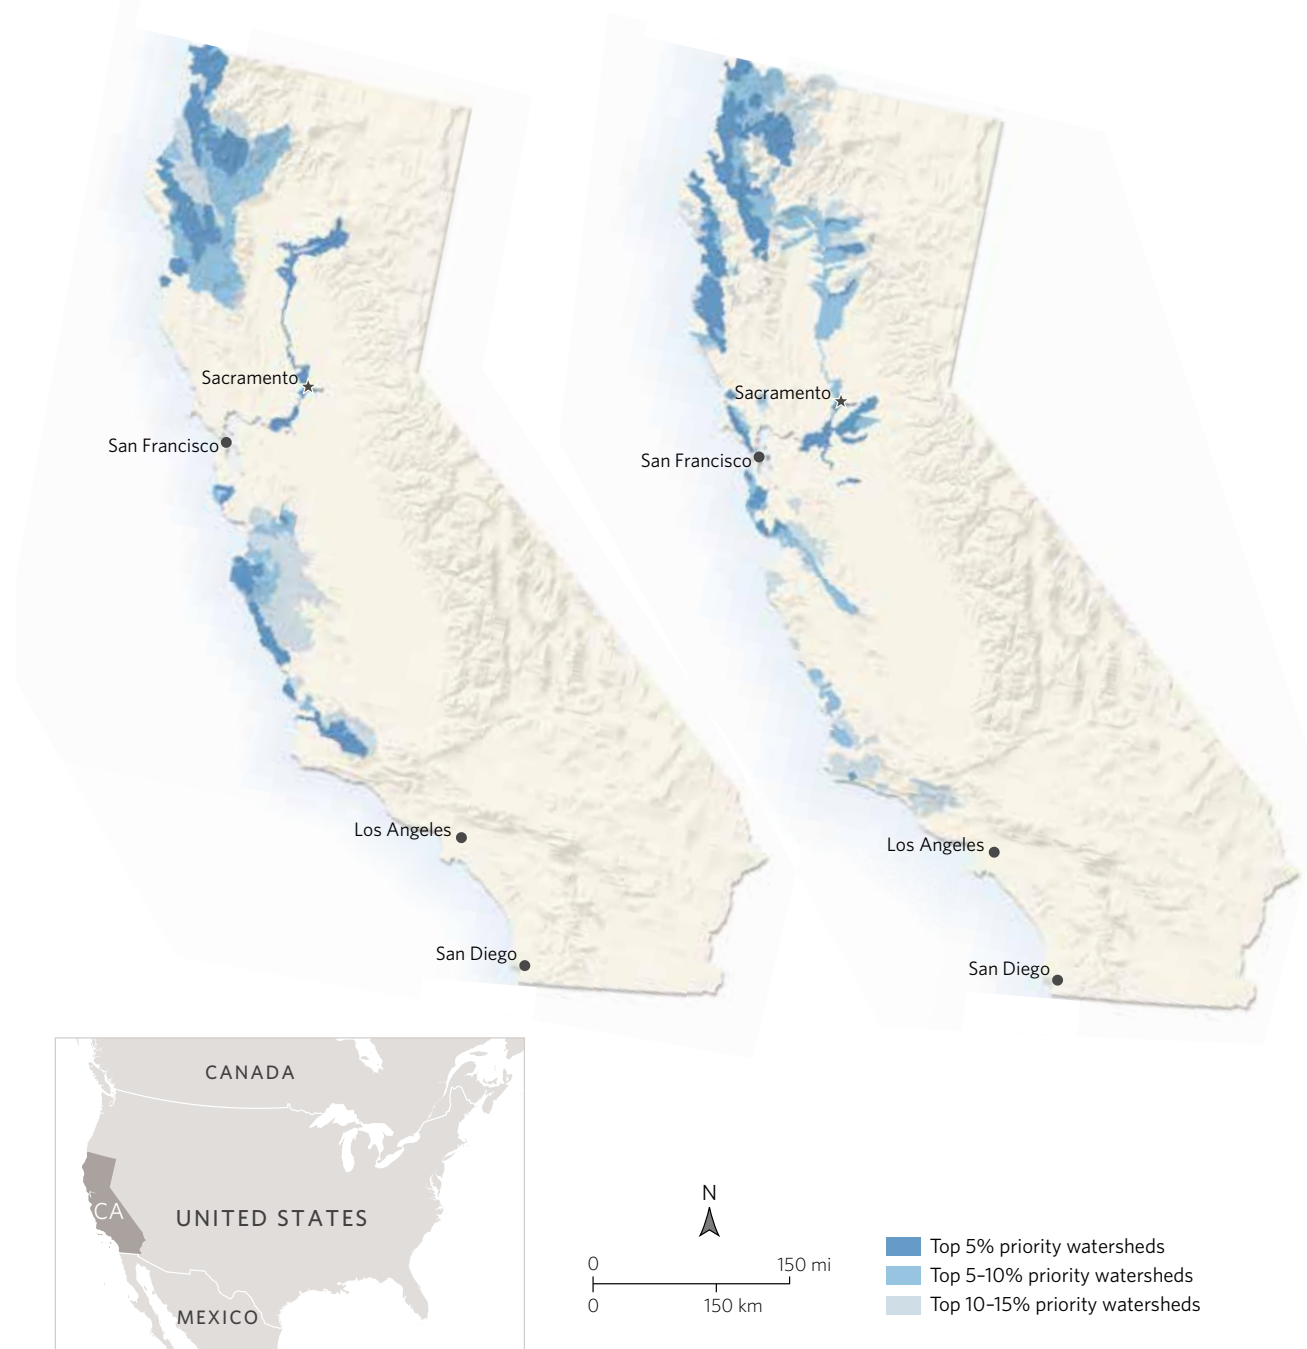 Sacramento
San Francisco
Los Angeles
San Diego
Sacramento
San Francisco
Los Angeles
San Diego
CANADA
CA
UNITED STATES
MEXICO
N
0 150 mi
0 150 km
Top 5% priority watersheds
Top 5–10% priority watersheds
Top 10–15% priority watersheds